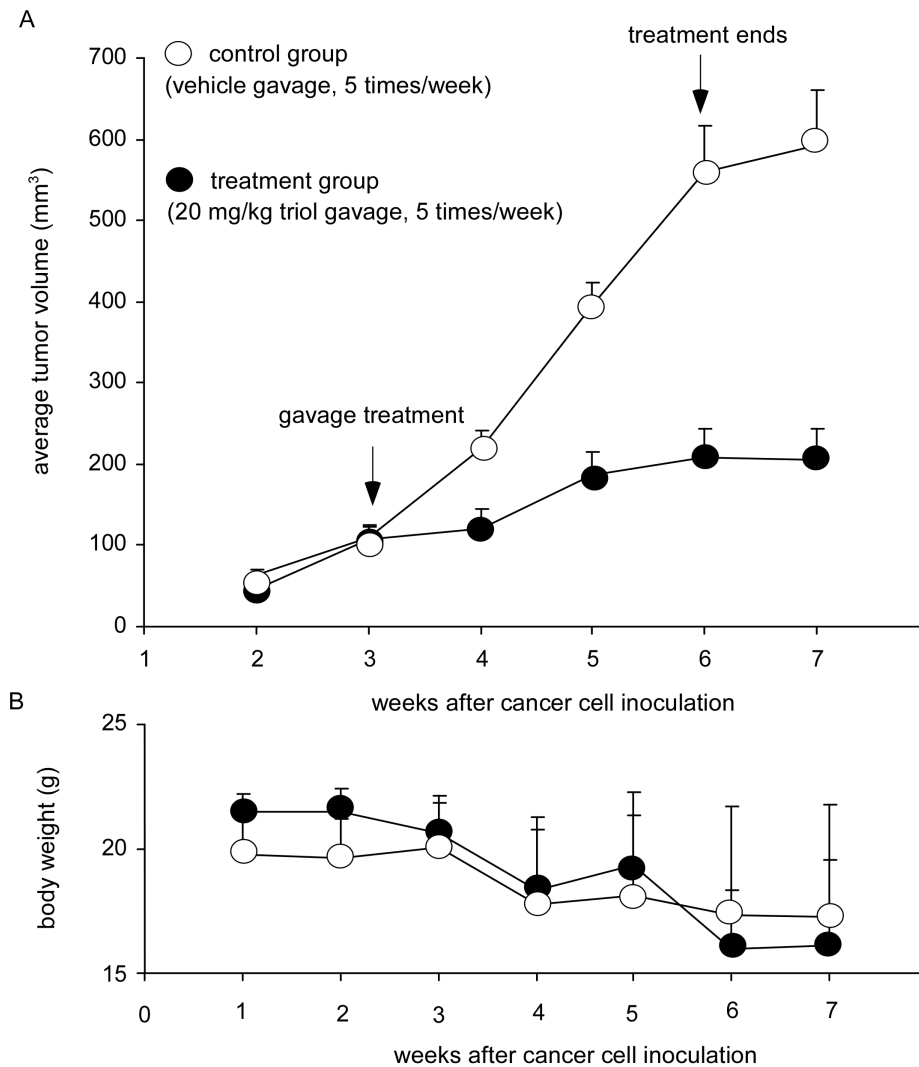 A
control group
(vehicle gavage, 5 times/week)
treatment ends
treatment group
(20 mg/kg triol gavage, 5 times/week)
gavage treatment
average tumor volume (mm³)
700
600
500
400
300
200
100
0
1 2 3 4 5 6 7
weeks after cancer cell inoculation
B
body weight (g)
25
20
15
0 1 2 3 4 5 6 7
weeks after cancer cell inoculation